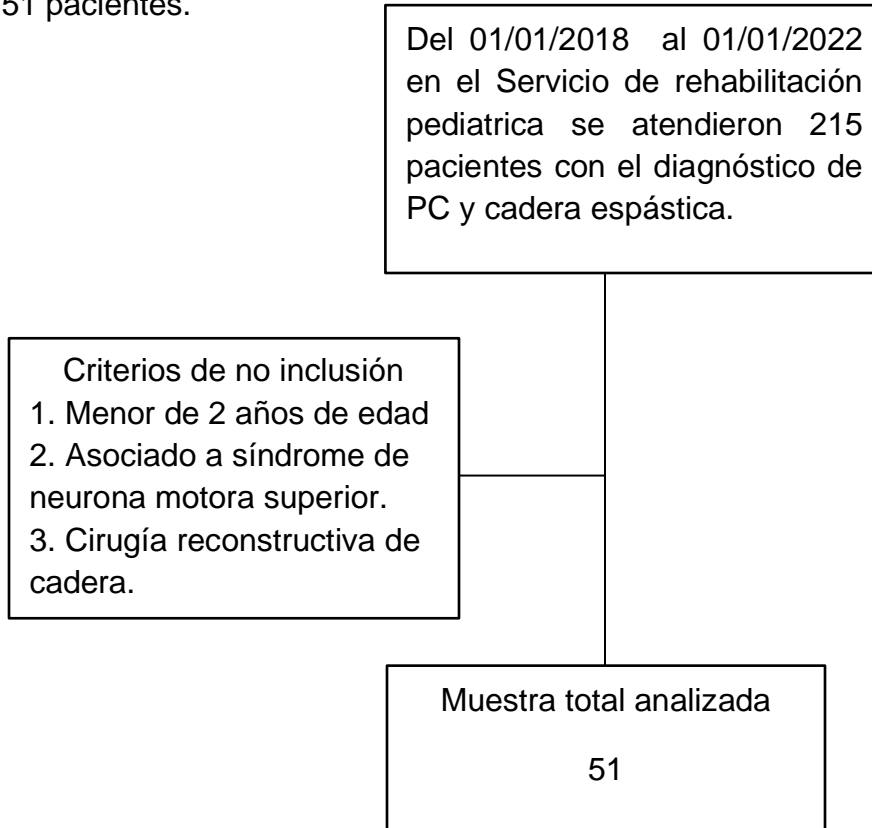 51 pacientes.
Del 01/01/2018 al 01/01/2022
en el Servicio de rehabilitación
pediatrica se atendieron 215
pacientes con el diagnóstico de
PC y cadera espástica.
Criterios de no inclusión
1. Menor de 2 años de edad
2. Asociado a síndrome de
neurona motora superior.
3. Cirugía reconstructiva de
cadera.
Muestra total analizada
51